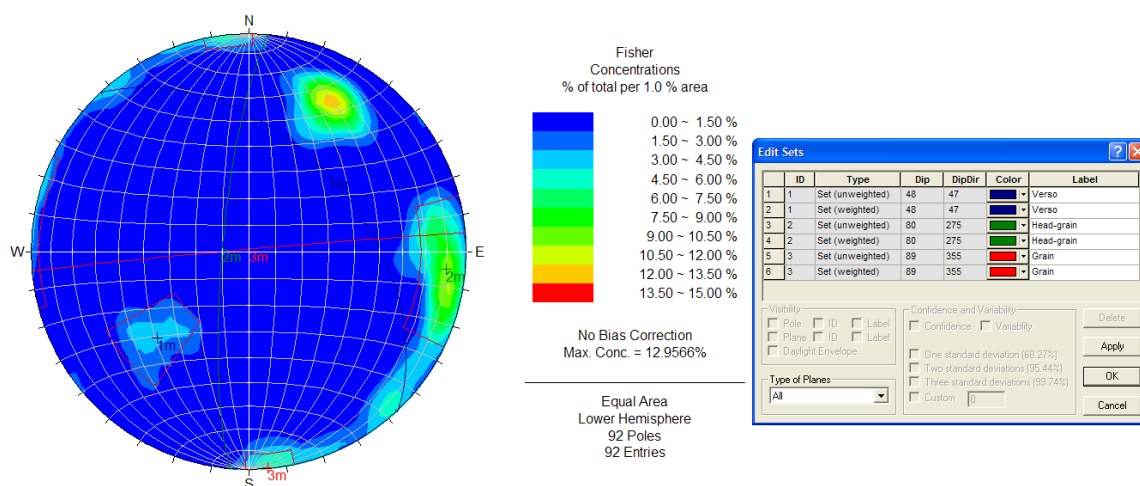 N
W
E
S
1m
2m
3m
2m
1m
3m
Fisher
Concentrations
% of total per 1.0 % area
0.00 ~ 1.50 %
1.50 ~ 3.00 %
3.00 ~ 4.50 %
4.50 ~ 6.00 %
6.00 ~ 7.50 %
7.50 ~ 9.00 %
9.00 ~ 10.50 %
10.50 ~ 12.00 %
12.00 ~ 13.50 %
13.50 ~ 15.00 %
No Bias Correction
Max. Conc. = 12.9566%
Equal Area
Lower Hemisphere
92 Poles
92 Entries
Edit Sets
ID Type Dip DipDir Color Label
1 1 Set (unweighted) 48 47 Verso
2 1 Set (weighted) 48 47 Verso
3 2 Set (unweighted) 80 275 Head-grain
4 2 Set (weighted) 80 275 Head-grain
5 3 Set (unweighted) 89 355 Grain
6 3 Set (weighted) 89 355 Grain
Visibility
Pole ID Label
Plane ID Label
Daylight Envelope
Type of Planes
All
Confidence and Variability
Confidence Variablity
One standard deviation (68.27%)
Two standard deviations (95.44%)
Three standard deviations (99.74%)
Custom 0
Delete
Apply
OK
Cancel